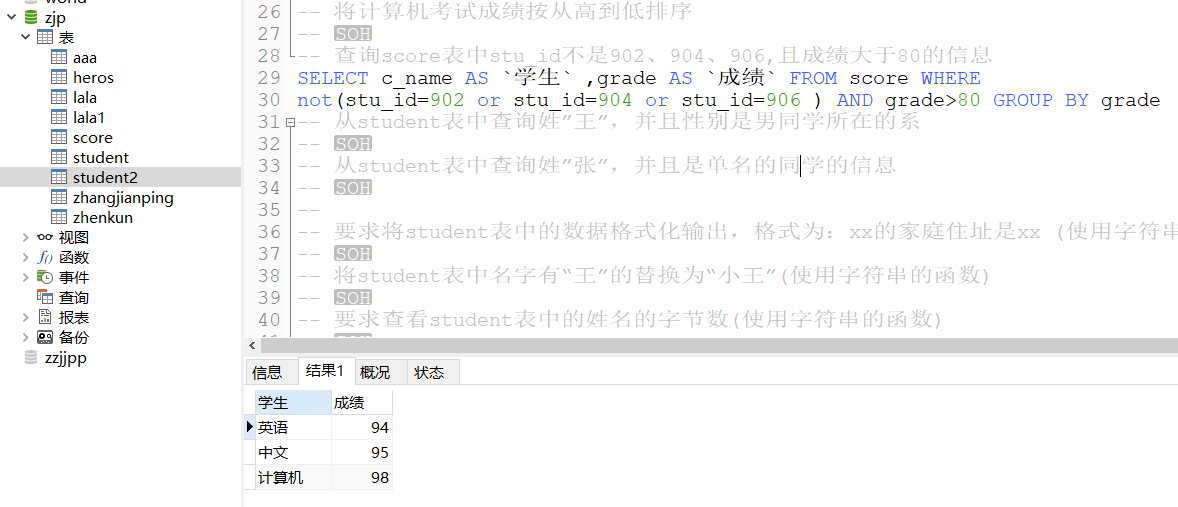 world
zjp
表
aaa
heros
lala
lala1
score
student
student2
zhangjianping
zhenkun
视图
f() 函数
事件
查询
报表
备份
zzjjpp
26 -- 将计算机考试成绩按从高到低排序
27 -- SOH
28 -- 查询score表中stu_id不是902、904、906,且成绩大于80的信息
29 SELECT c_name AS `学生` ,grade AS `成绩` FROM score WHERE
30 not(stu_id=902 or stu_id=904 or stu_id=906 ) AND grade>80 GROUP BY grade
31 -- 从student表中查询姓”王”，并且性别是男同学所在的系
32 -- SOH
33 -- 从student表中查询姓”张”，并且是单名的同学的信息
34 -- SOH
35 --
36 -- 要求将student表中的数据格式化输出，格式为：xx的家庭住址是xx (使用字符串
37 -- SOH
38 -- 将student表中名字有“王”的替换为“小王”(使用字符串的函数)
39 -- SOH
40 -- 要求查看student表中的姓名的字节数(使用字符串的函数)
信息 结果1 概况 状态
学生 成绩
英语 94
中文 95
计算机 98